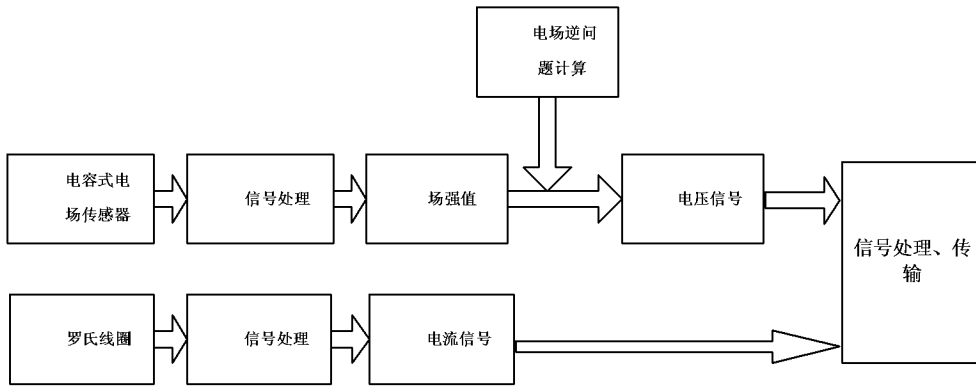 电场逆问
题计算
电容式电
场传感器
信号处理
场强值
电压信号
信号处理、传
输
罗氏线圈
信号处理
电流信号